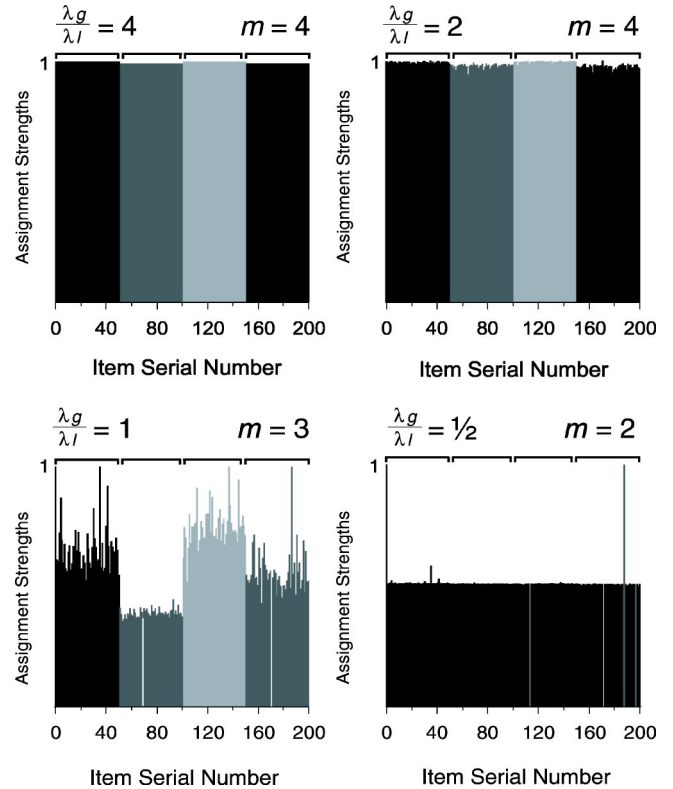 λg/λl = 4 m = 4
1
Assignment Strengths
0 40 80 120 160 200
Item Serial Number
λg/λl = 2 m = 4
1
Assignment Strengths
0 40 80 120 160 200
Item Serial Number
λg/λl = 1 m = 3
1
Assignment Strengths
0 40 80 120 160 200
Item Serial Number
λg/λl = ½ m = 2
1
Assignment Strengths
0 40 80 120 160 200
Item Serial Number